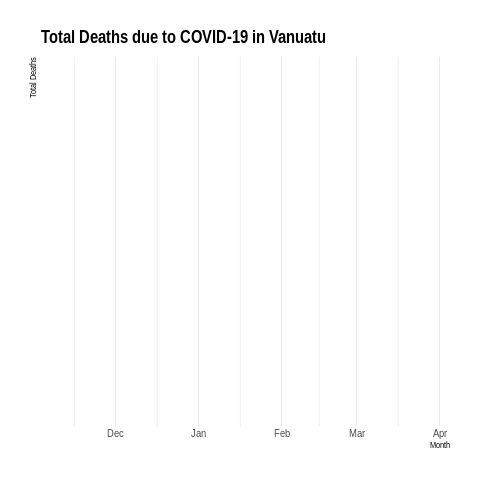 Total Deaths due to COVID-19 in Vanuatu
Total Deaths
Dec Jan Feb Mar Apr
Month